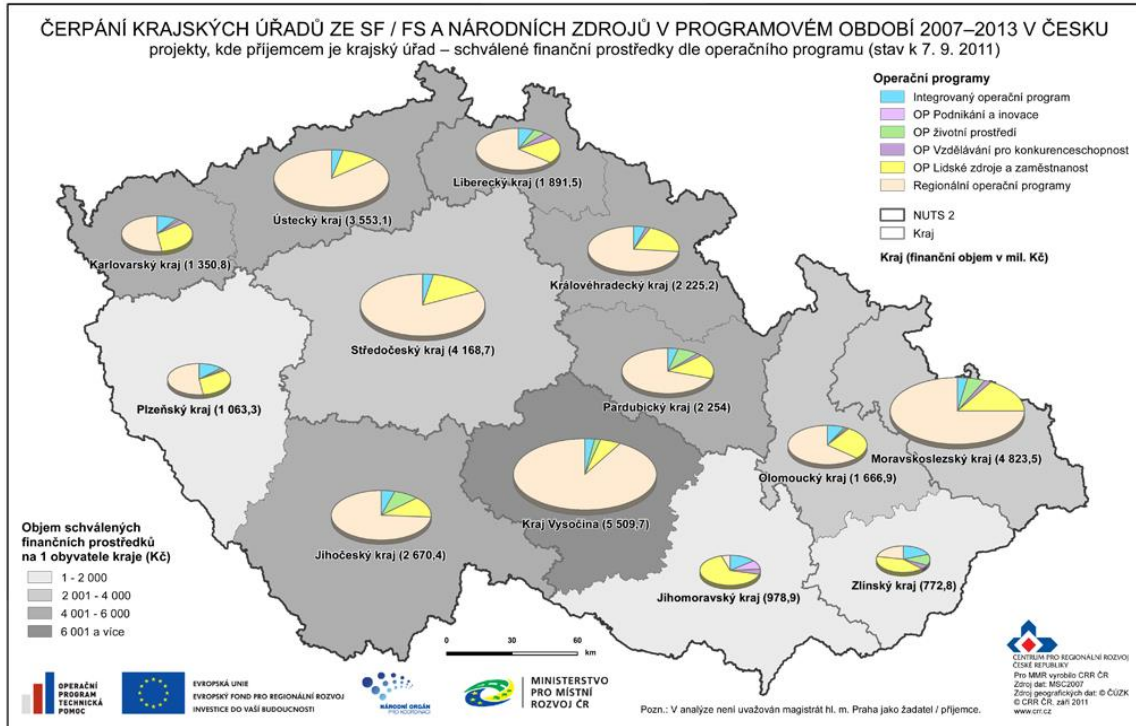 ČERPÁNÍ KRAJSKÝCH ÚŘADŮ ZE SF / FS A NÁRODNÍCH ZDROJŮ V PROGRAMOVÉM OBDOBÍ 2007–2013 V ČESKU
projekty, kde příjemcem je krajský úřad – schválené finanční prostředky dle operačního programu (stav k 7. 9. 2011)
Operační programy
Integrovaný operační program
OP Podnikání a inovace
OP životní prostředí
OP Vzdělávání pro konkurenceschopnost
OP Lidské zdroje a zaměstnanost
Regionální operační programy
NUTS 2
Kraj
Kraj (finanční objem v mil. Kč)
Liberecký kraj (1 891,5)
Ústecký kraj (3 553,1)
Karlovarský kraj (1 350,8)
Královéhradecký kraj (2 225,2)
Středočeský kraj (4 168,7)
Plzeňský kraj (1 063,3)
Pardubický kraj (2 254)
Moravskoslezský kraj (4 823,5)
Olomoucký kraj (1 666,9)
Kraj Vysočina (5 509,7)
Jihočeský kraj (2 670,4)
Jihomoravský kraj (978,9)
Zlínský kraj (772,8)
Objem schválených
finančních prostředků
na 1 obyvatele kraje (Kč)
1 - 2 000
2 001 - 4 000
4 001 - 6 000
6 001 a více
0 30 60
km
OPERAČNÍ
PROGRAM
TECHNICKÁ
POMOC
EVROPSKÁ UNIE
EVROPSKÝ FOND PRO REGIONÁLNÍ ROZVOJ
INVESTICE DO VAŠÍ BUDOUCNOSTI
NÁRODNÍ ORGÁN
PRO KOORDINACI
MINISTERSTVO
PRO MÍSTNÍ
ROZVOJ ČR
Pozn.: V analýze není uvažován magistrát hl. m. Praha jako žadatel / příjemce.
CENTRUM PRO REGIONÁLNÍ ROZVOJ
ČESKÉ REPUBLIKY
Pro MMR vyrobilo CRR ČR
Zdroj dat: MSC2007
Zdroj geografických dat: © ČÚZK
© CRR ČR, září 2011
www.crr.cz